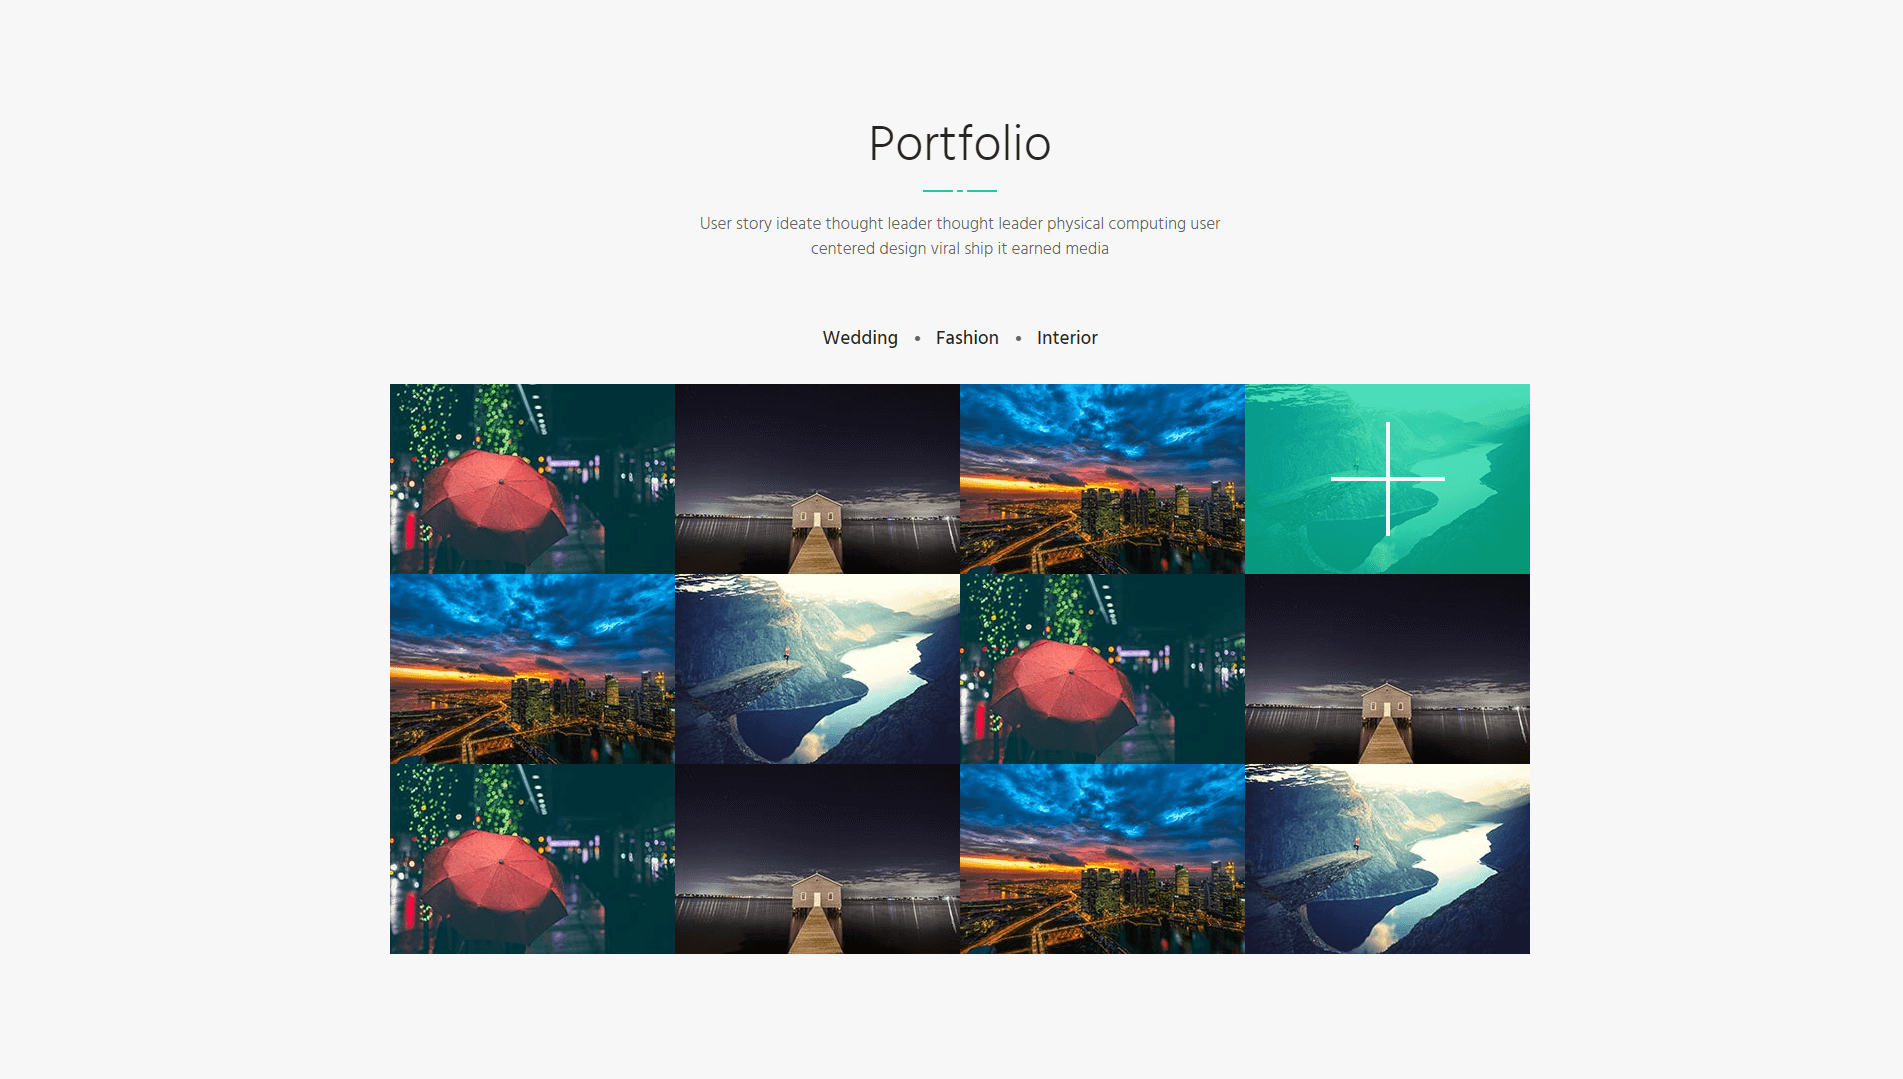 Portfolio
User story ideate thought leader thought leader physical computing user
centered design viral ship it earned media
Wedding • Fashion • Interior